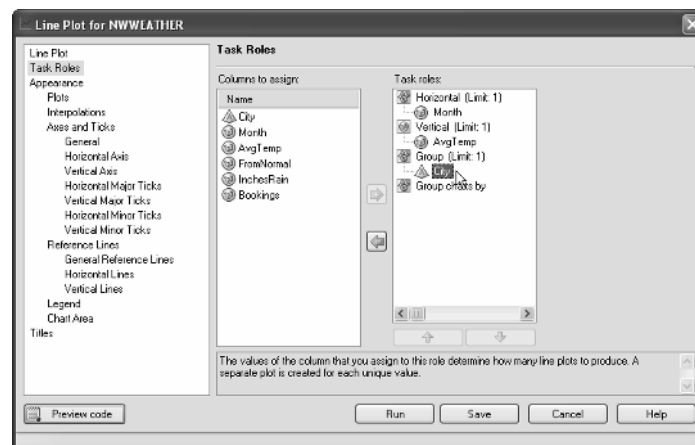 Line Plot for NWWEATHER
Line Plot
Task Roles
Appearance
Plots
Interpolations
Axes and Ticks
General
Horizontal Axis
Vertical Axis
Horizontal Major Ticks
Vertical Major Ticks
Horizontal Minor Ticks
Vertical Minor Ticks
Reference Lines
General Reference Lines
Horizontal Lines
Vertical Lines
Legend
Chart Area
Titles
Task Roles
Columns to assign:
Name
City
Month
AvgTemp
FromNormal
InchesRain
Bookings
Task roles:
Horizontal (Limit: 1)
Month
Vertical (Limit: 1)
AvgTemp
Group (Limit: 1)
City
Group charts by
The values of the column that you assign to this role determine how many line plots to produce. A
separate plot is created for each unique value.
Preview code
Run
Save
Cancel
Help